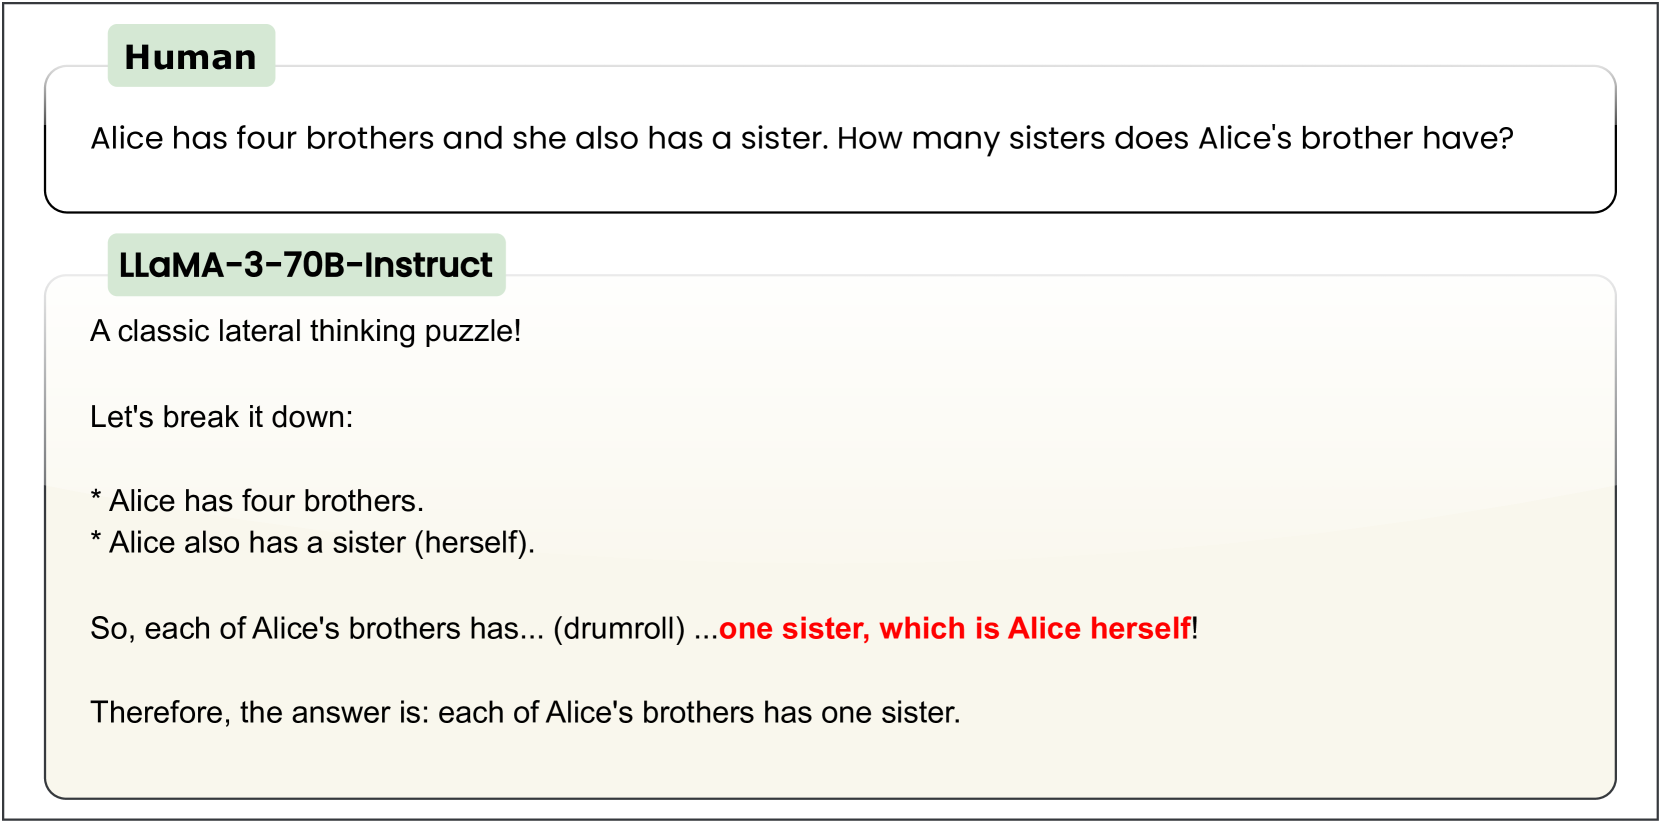 Human
Alice has four brothers and she also has a sister. How many sisters does Alice's brother have?
LLaMA-3-70B-Instruct
A classic lateral thinking puzzle!
Let's break it down:
* Alice has four brothers.
* Alice also has a sister (herself).
So, each of Alice's brothers has... (drumroll) ...one sister, which is Alice herself!
Therefore, the answer is: each of Alice's brothers has one sister.